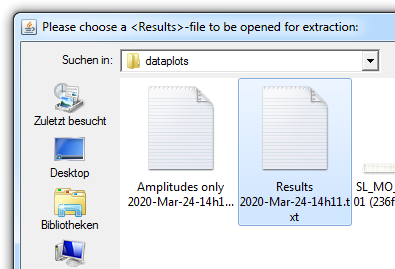 Please choose a <Results>-file to be opened for extraction:
Suchen in:
dataplots
Zuletzt besucht
Desktop
Bibliotheken
Amplitudes only
2020-Mar-24-14h1...
Results
2020-Mar-24-14h11.t
xt
SL_MO_
01 (236f